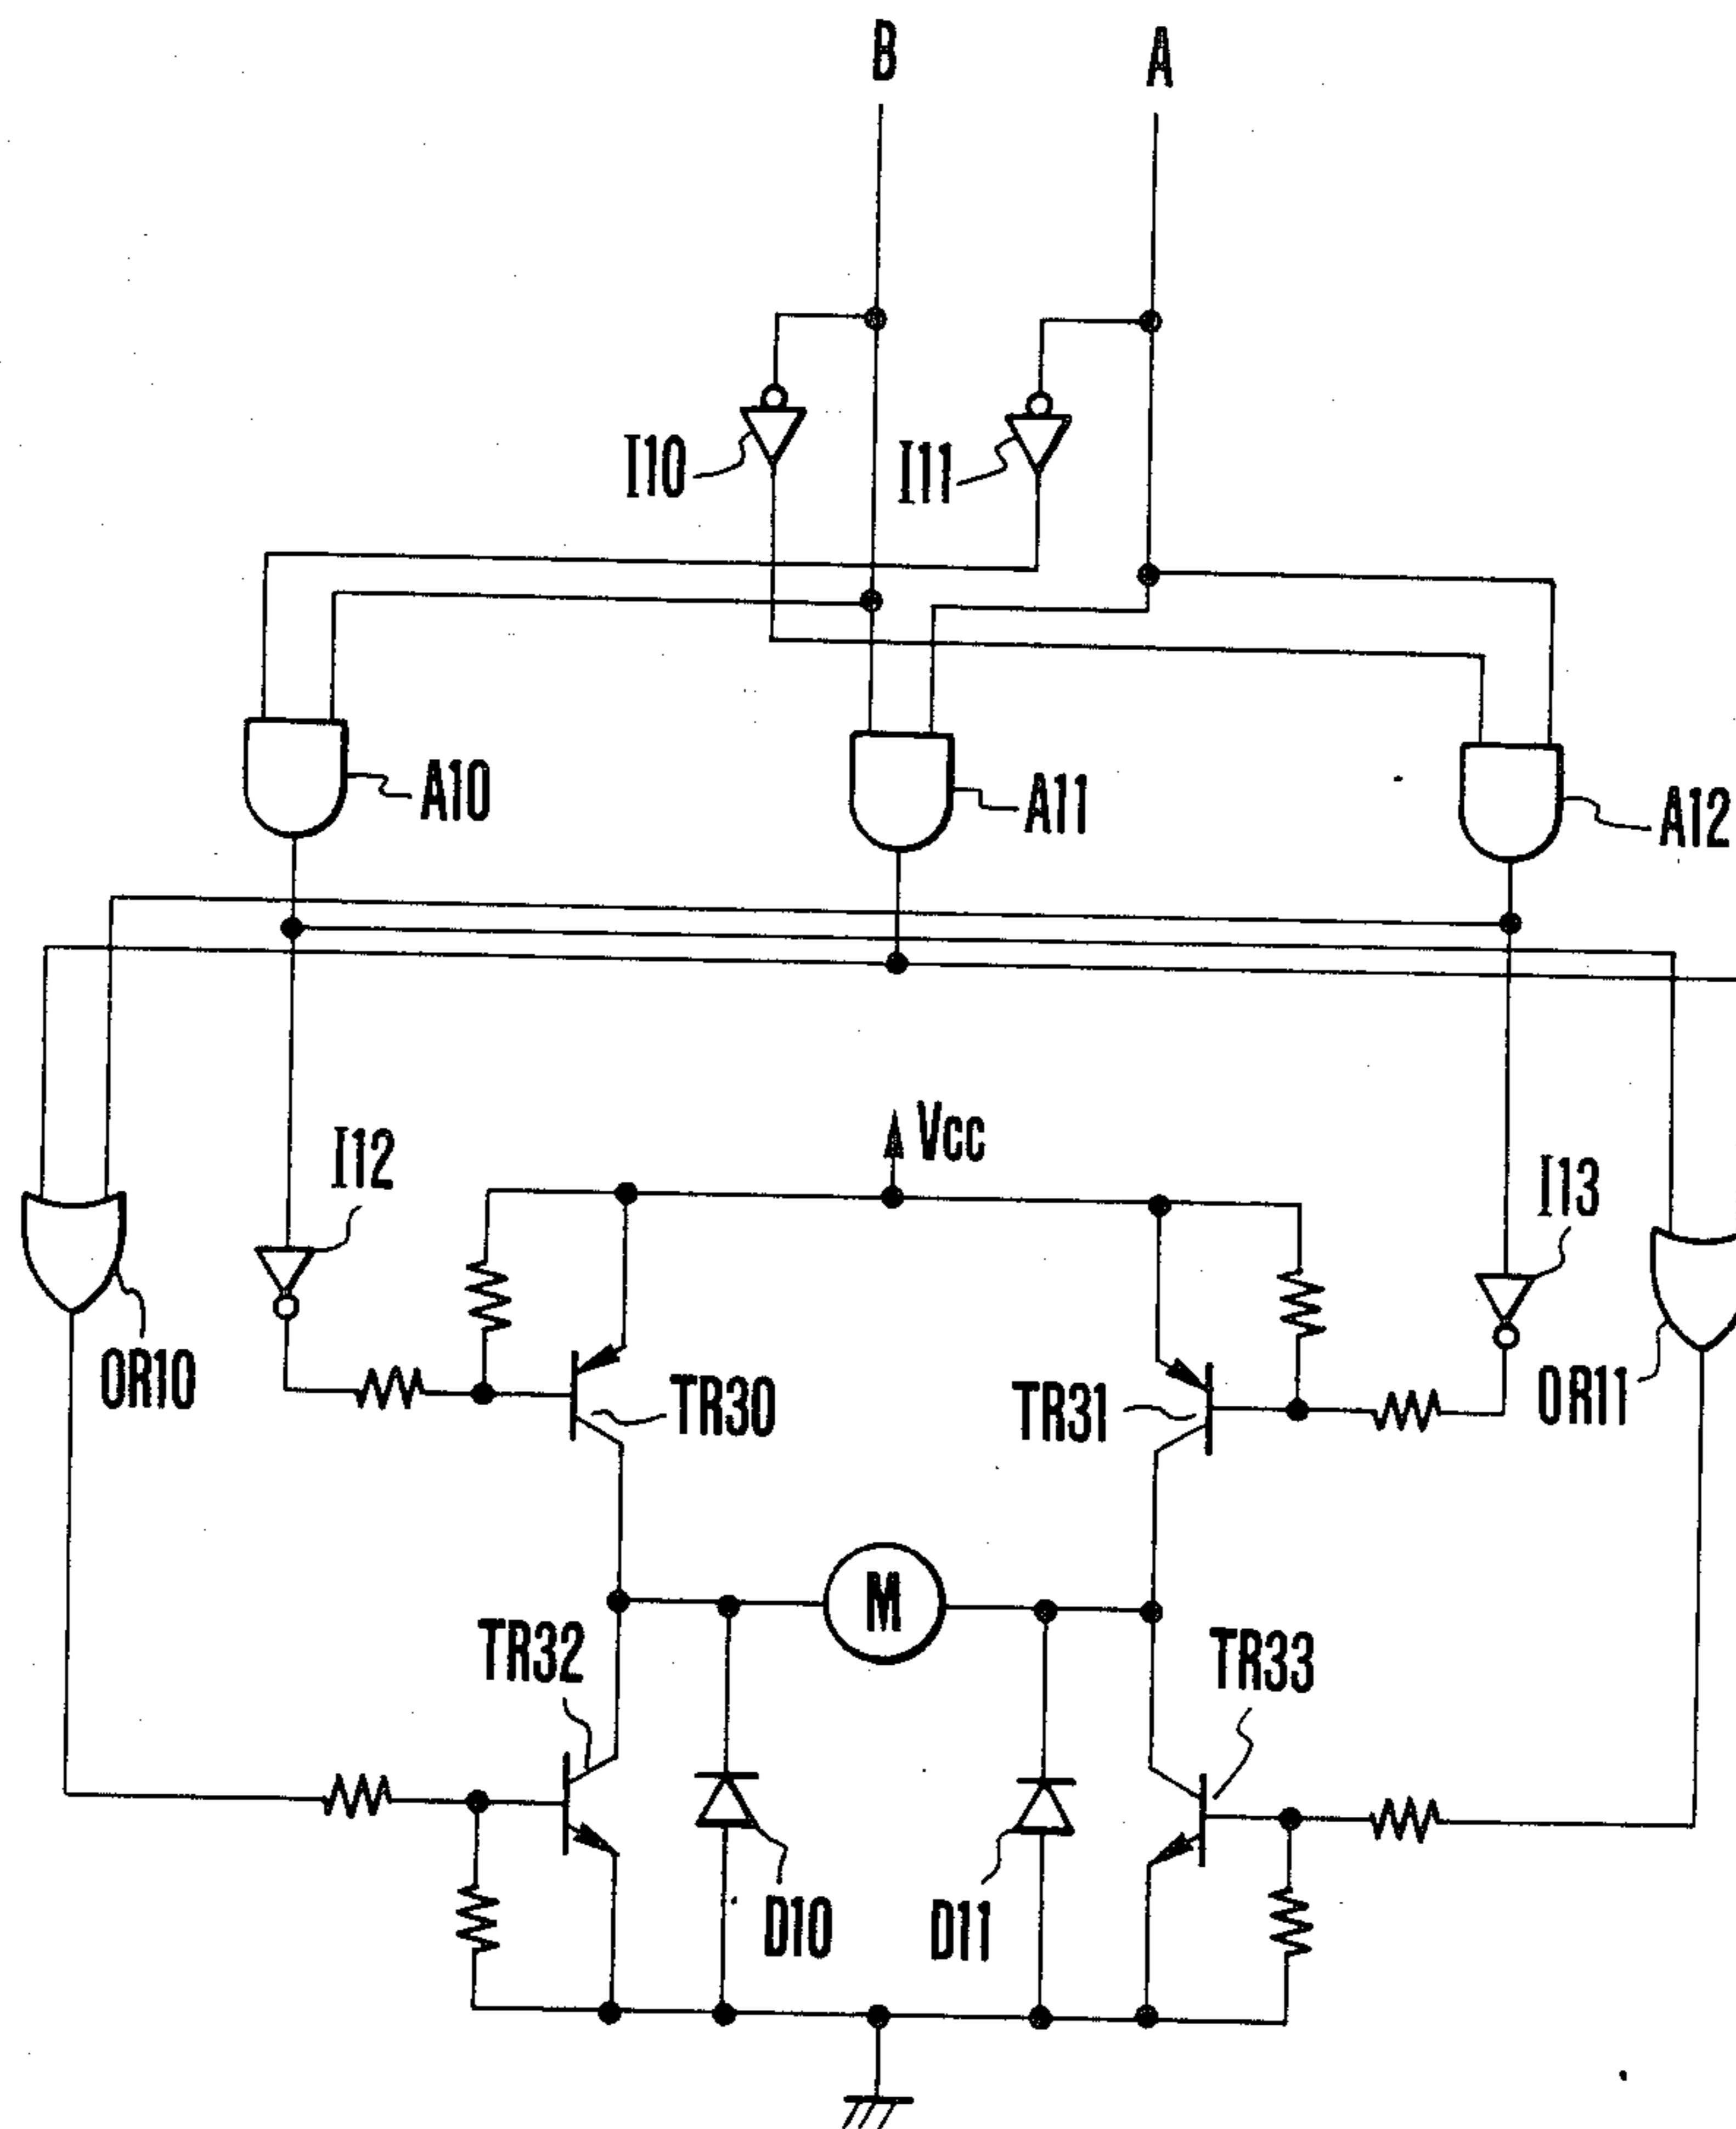 B
A
I10
I11
A10
A11
A12
Vcc
I12
I13
OR10
TR30
TR31
OR11
M
TR32
TR33
D10
D11